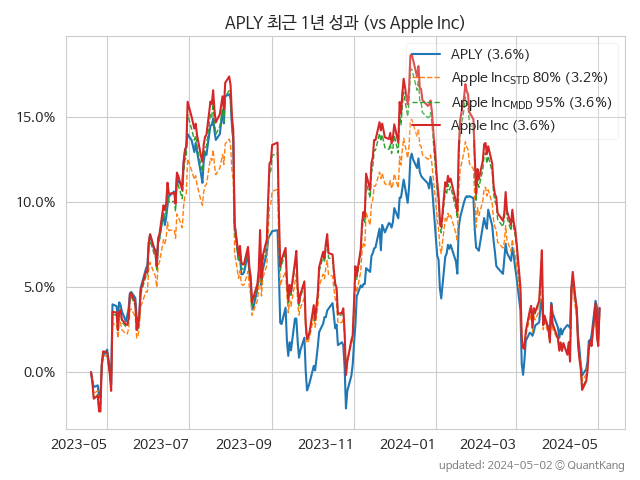 APLY 최근 1년 성과 (vs Apple Inc)
APLY (3.6%)
Apple Inc_STD 80% (3.2%)
Apple Inc_MDD 95% (3.6%)
Apple Inc (3.6%)
15.0%
10.0%
5.0%
0.0%
2023-05 2023-07 2023-09 2023-11 2024-01 2024-03 2024-05
updated: 2024-05-02 ⓒ QuantKang